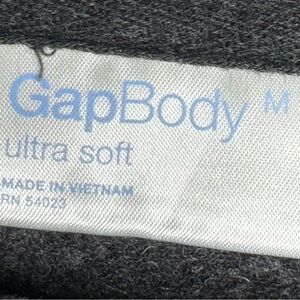 GapBody M
ultra soft
MADE IN VIETNAM
RN 54023